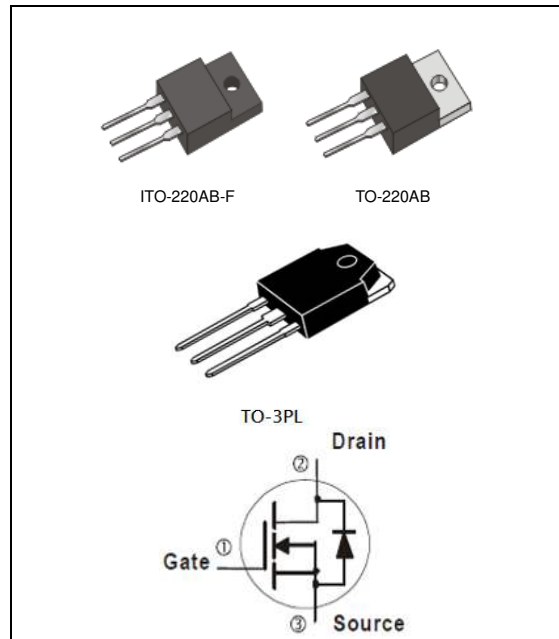 ITO-220AB-F TO-220AB
TO-3PL
Drain
②
Gate ①
③ Source